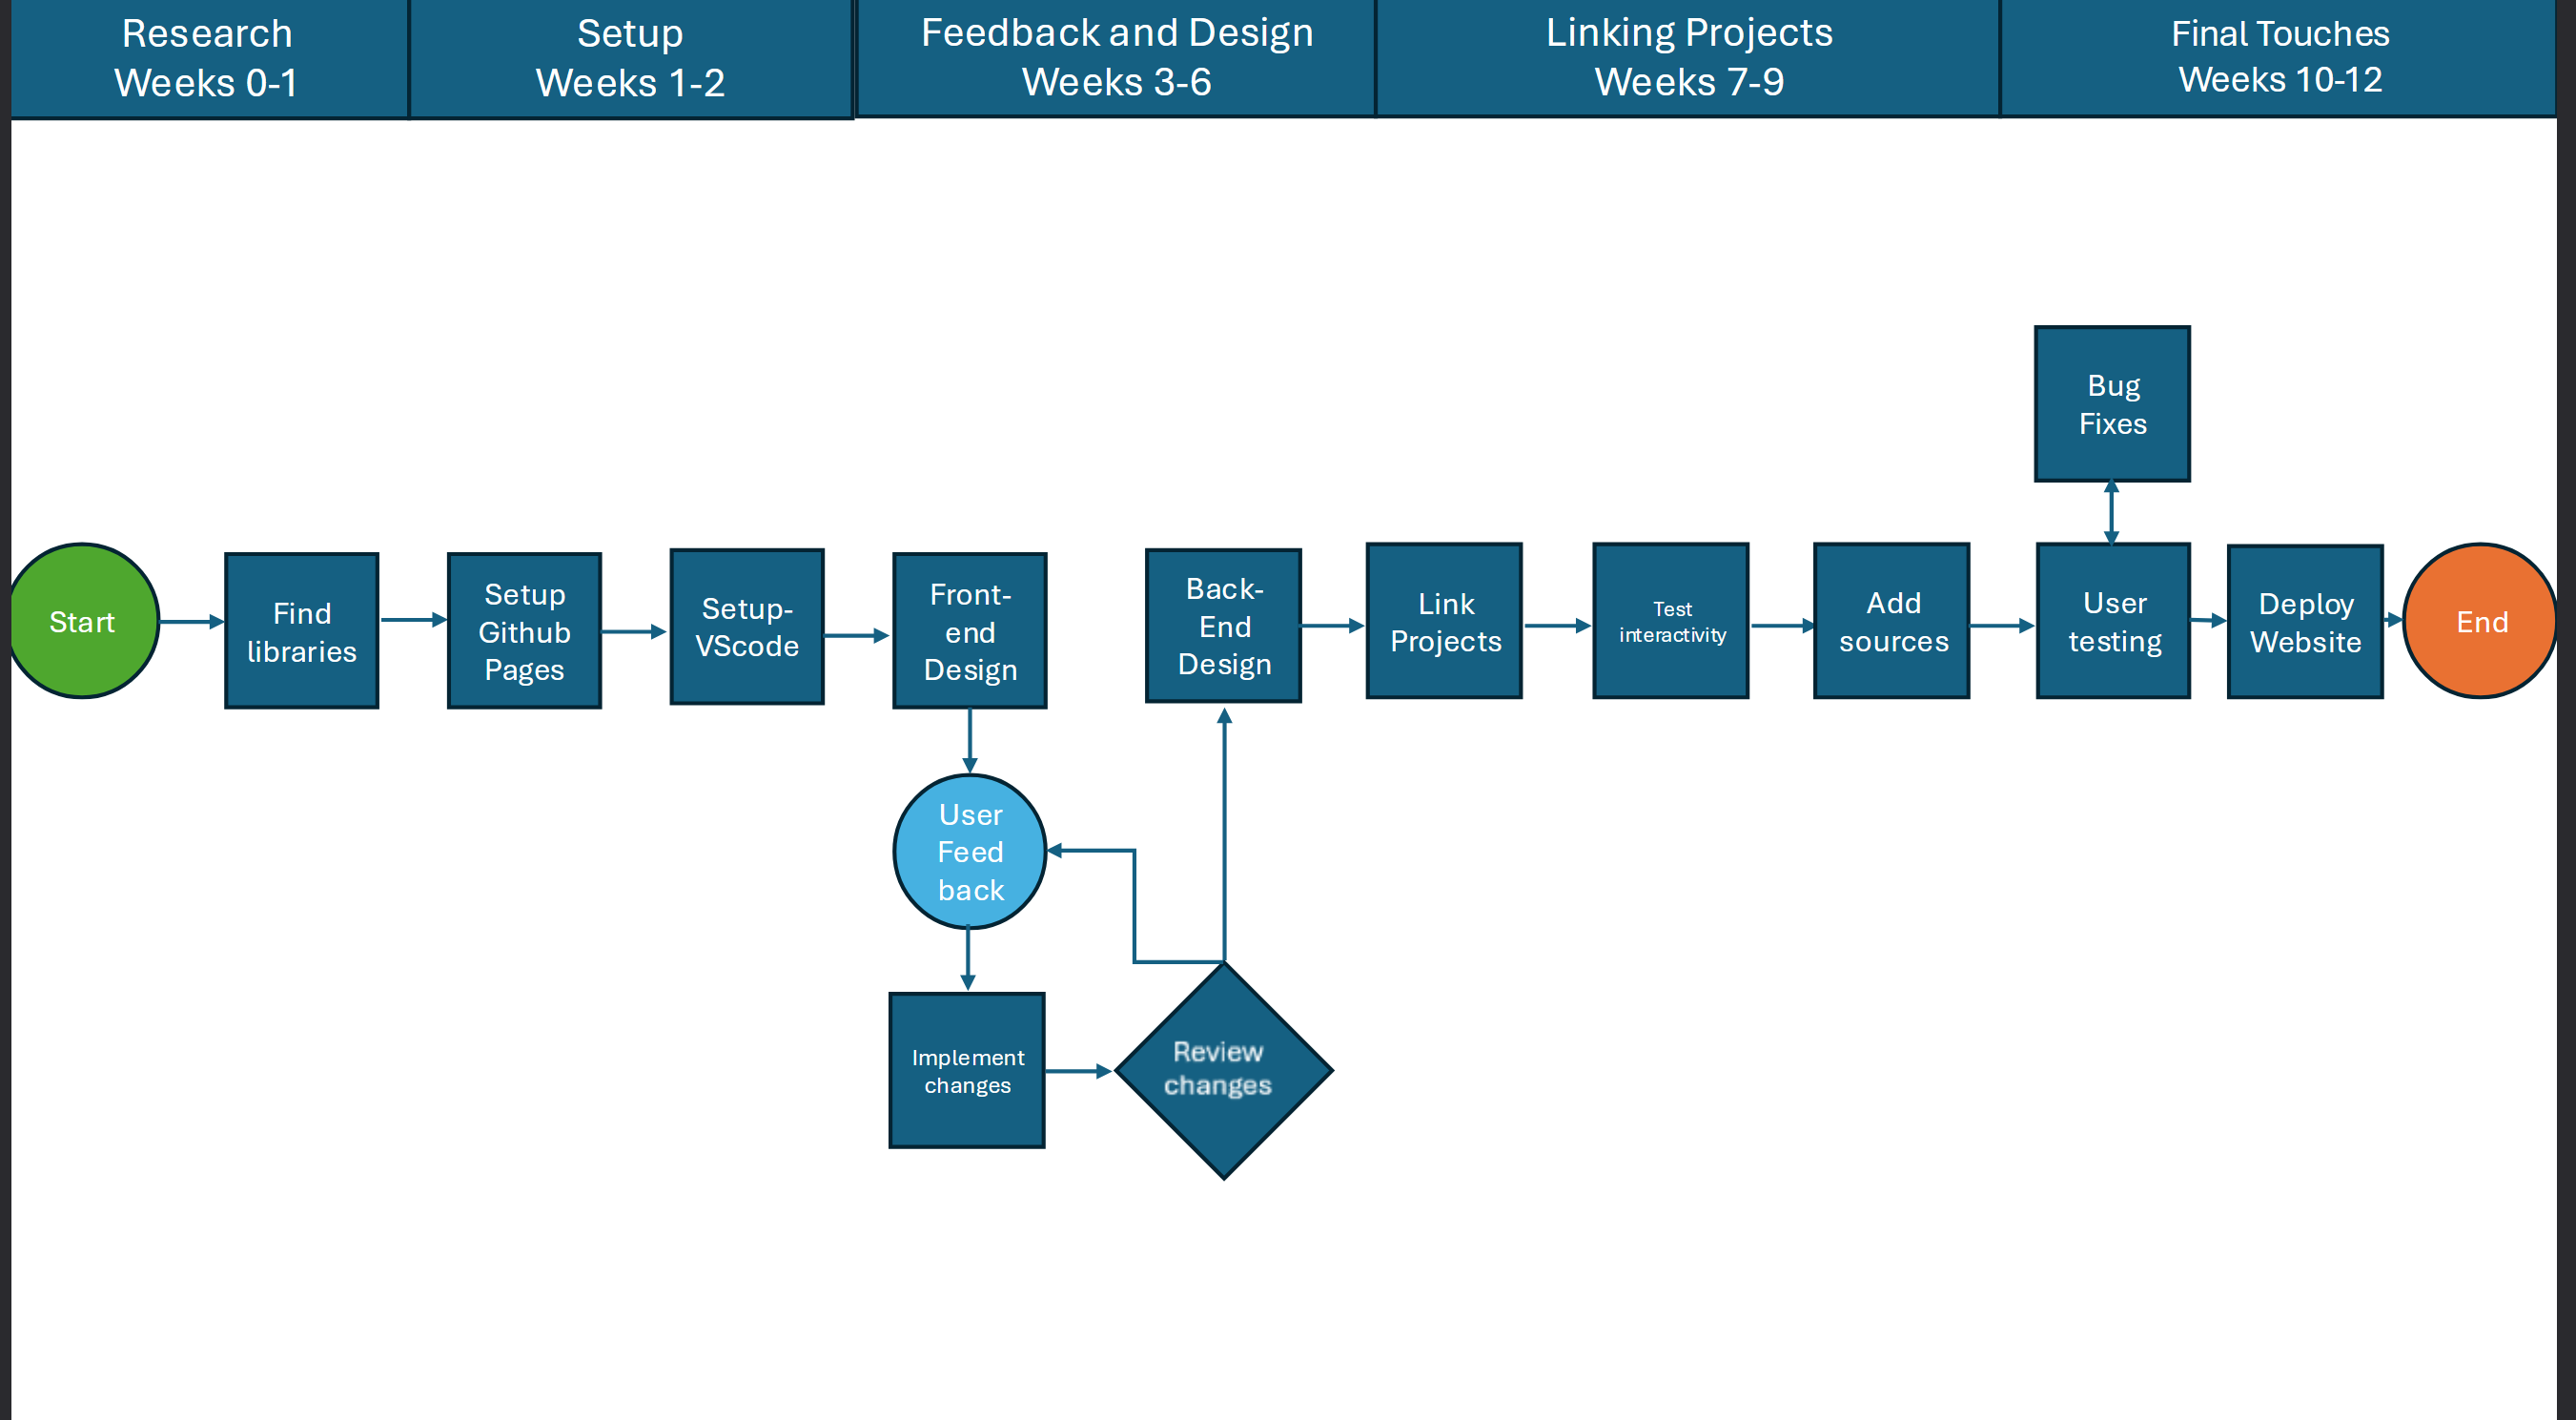 Research
Weeks 0-1
Setup
Weeks 1-2
Feedback and Design
Weeks 3-6
Linking Projects
Weeks 7-9
Final Touches
Weeks 10-12
Bug
Fixes
Start
Find
libraries
Setup
Github
Pages
Setup-
VScode
Front-
end
Design
Back-
End
Design
Link
Projects
Test
interactivity
Add
sources
User
testing
Deploy
Website
End
User
Feed
back
Implement
changes
Review
changes